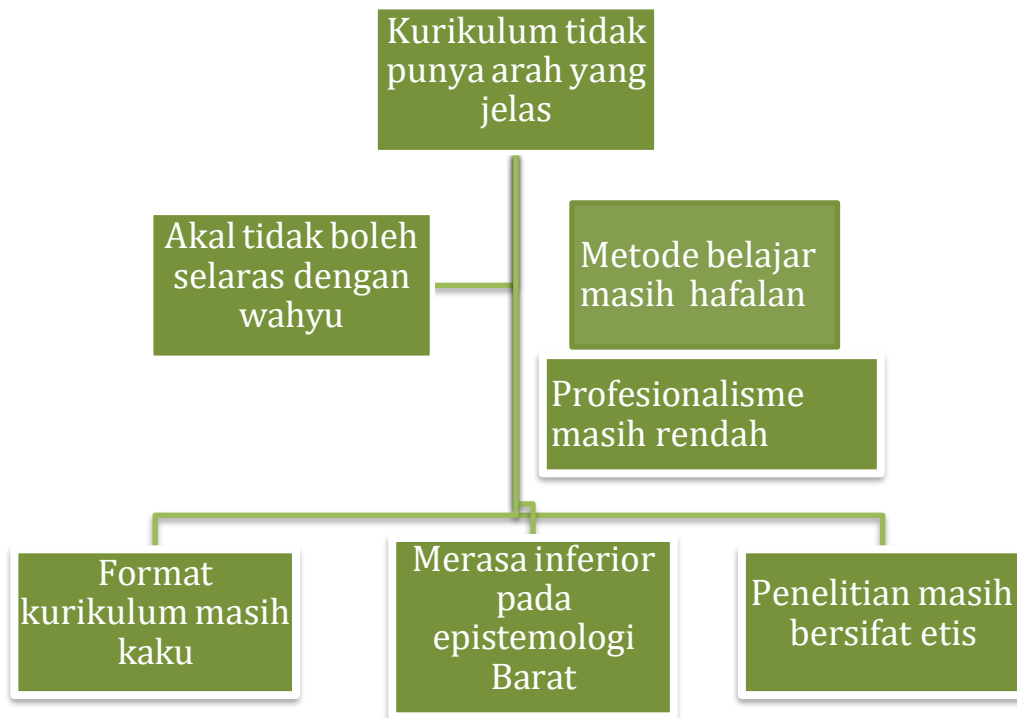 Kurikulum tidak
punya arah yang
jelas
Akal tidak boleh
selaras dengan
wahyu
Metode belajar
masih hafalan
Profesionalisme
masih rendah
Format
kurikulum masih
kaku
Merasa inferior
pada
epistemologi
Barat
Penelitian masih
bersifat etis